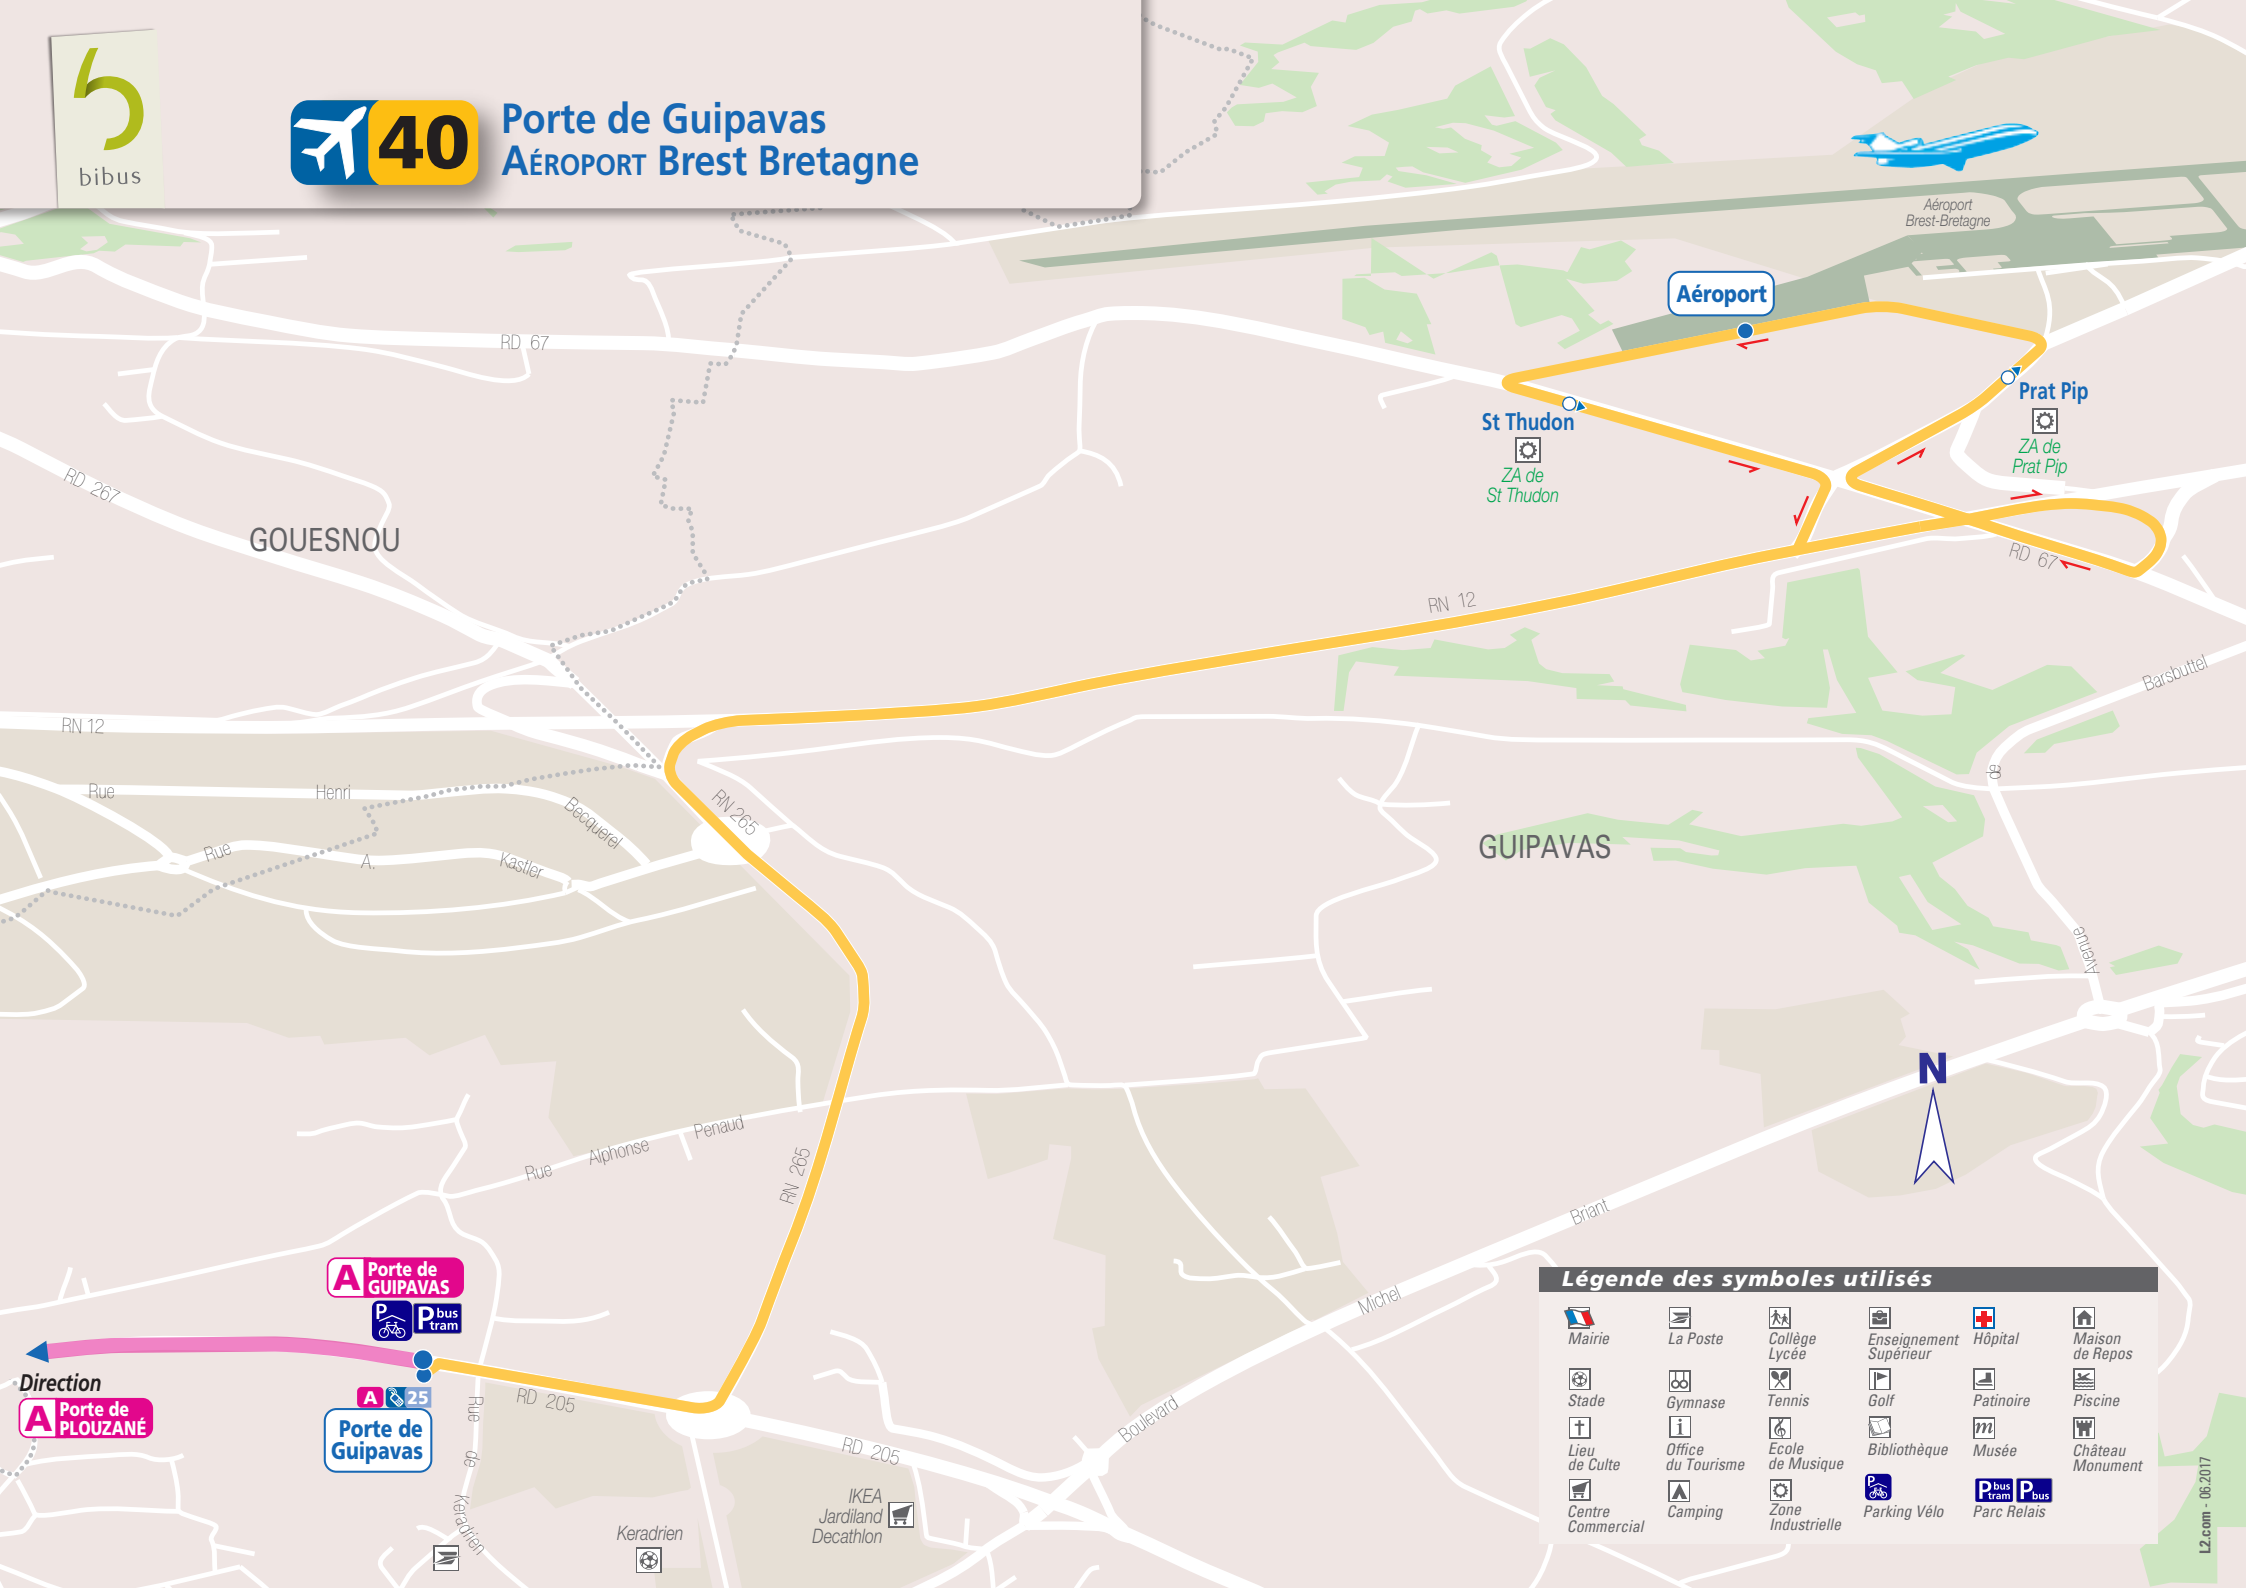 bibus
40
Porte de Guipavas
AÉROPORT Brest Bretagne
Aéroport
Brest-Bretagne
Aéroport
RD 67
Prat Pip
St Thudon
ZA de
Prat Pip
ZA de
St Thudon
RD 267
GOUESNOU
RD 67
RN 12
Barsbuttel
RN 12
de
Rue
Henri
Becquerel
RN 265
GUIPAVAS
Rue
A.
Kastler
Avenue
N
Rue
Alphonse
Penaud
RN 265
Briant
Michel
Boulevard
A
Porte de
GUIPAVAS
P
P bus
tram
Direction
A
Porte de
PLOUZANÉ
A
25
Porte de
Guipavas
RD 205
Rue
de
Keradrien
RD 205
IKEA
Jardiland
Decathlon
Keradrien
Légende des symboles utilisés
Mairie
La Poste
Collège
Lycée
Enseignement
Supérieur
Hôpital
Maison
de Repos
Stade
Gymnase
Tennis
Golf
Patinoire
Piscine
i
m
Lieu
de Culte
Office
du Tourisme
Ecole
de Musique
Bibliothèque
Musée
Château
Monument
P
P bus
tram
P bus
Centre
Commercial
Camping
Zone
Industrielle
Parking Vélo
Parc Relais
L2.com - 06.2017